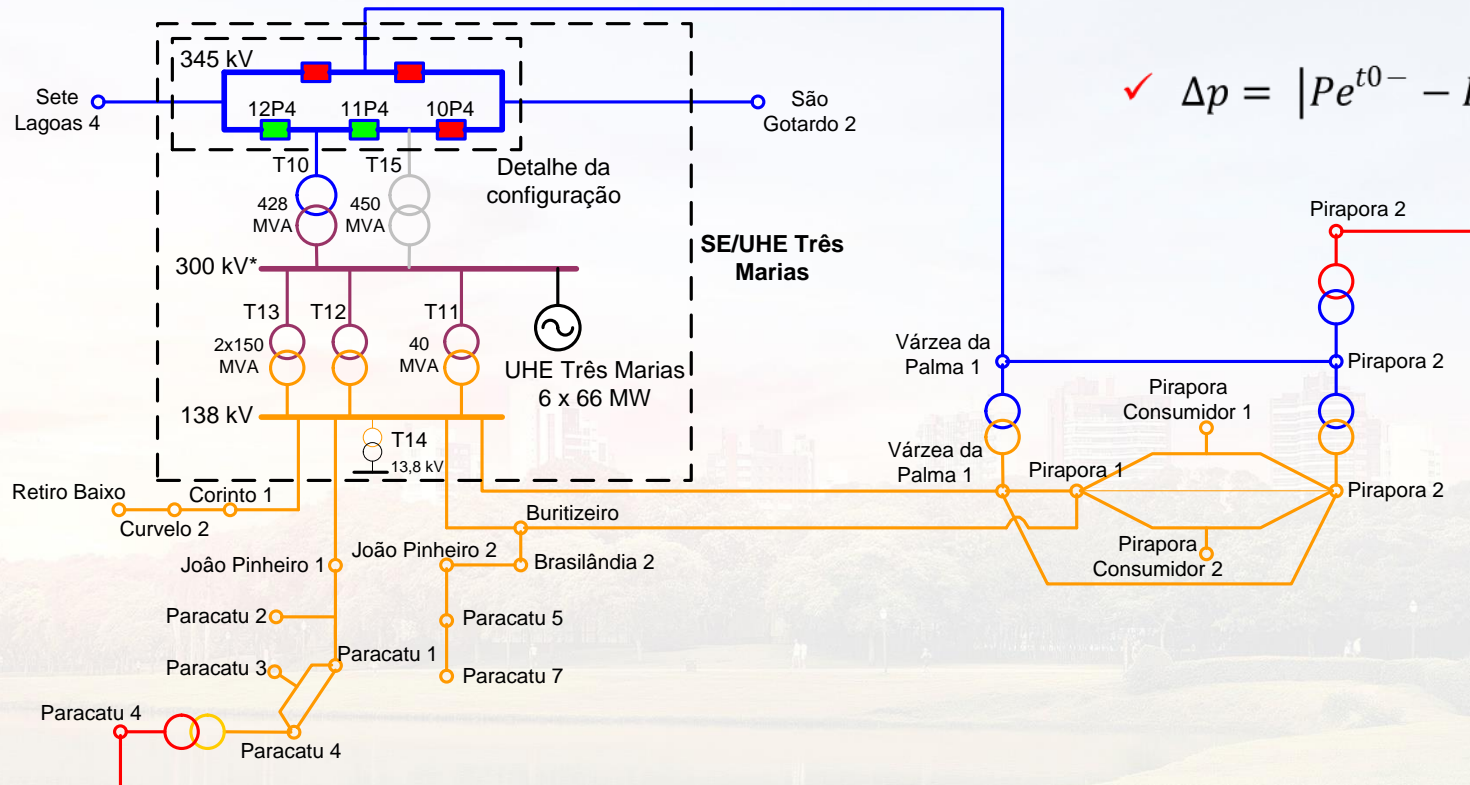 345 kV
Sete
Lagoas 4
12P4
11P4
10P4
São
Gotardo 2
T10
T15
Detalhe da
configuração
428
MVA
450
MVA
SE/UHE Três
Marias
300 kV*
T13
T12
T11
2x150
MVA
40
MVA
UHE Três Marias
6 x 66 MW
138 kV
T14
13,8 kV
✓ Δp = |Pe^{t0−} −
Pirapora 2
Várzea da
Palma 1
Pirapora 2
Pirapora
Consumidor 1
Várzea da
Palma 1
Pirapora 1
Pirapora 2
Pirapora
Consumidor 2
Retiro Baixo
Corinto 1
Curvelo 2
Buritizeiro
Joâo Pinheiro 1
João Pinheiro 2
Brasilândia 2
Paracatu 2
Paracatu 5
Paracatu 3
Paracatu 1
Paracatu 7
Paracatu 4
Paracatu 4